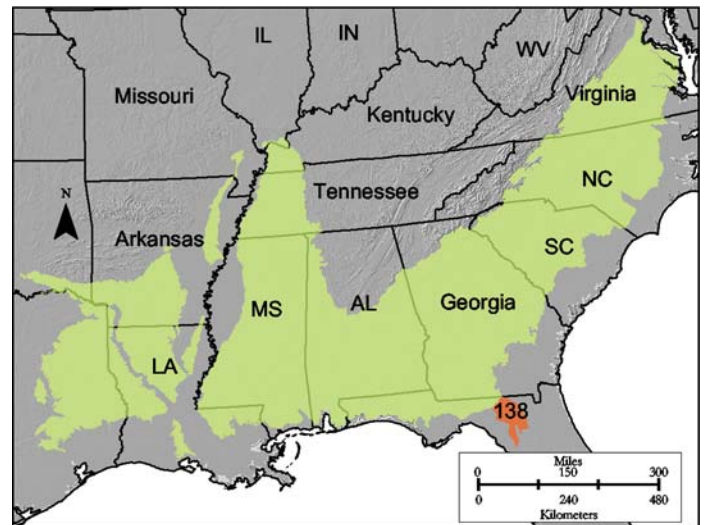 IL
IN
WV
Missouri
Virginia
Kentucky
N
NC
Tennessee
Arkansas
SC
MS
AL
Georgia
LA
138
Miles
0 150 300
0 240 480
Kilometers